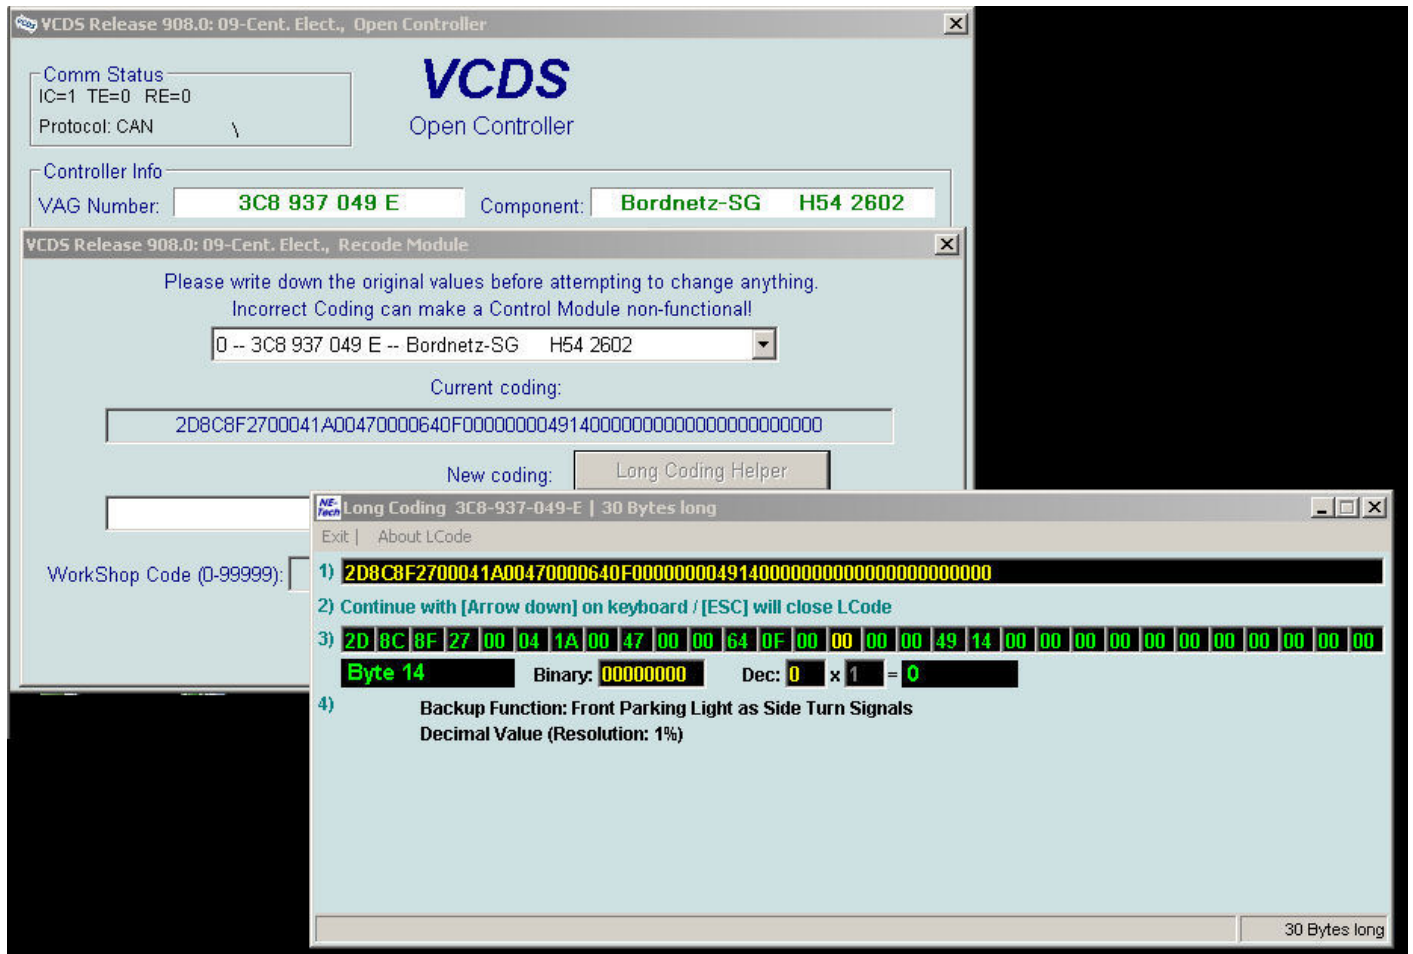 VCDS Release 908.0: 09-Cent. Elect., Open Controller
Comm Status
IC=1 TE=0 RE=0
Protocol: CAN \
VCDS
Open Controller
Controller Info
VAG Number: 3C8 937 049 E Component: Bordnetz-SG H54 2602
VCDS Release 908.0: 09-Cent. Elect., Recode Module
Please write down the original values before attempting to change anything.
Incorrect Coding can make a Control Module non-functional!
0 -- 3C8 937 049 E -- Bordnetz-SG H54 2602
Current coding:
2D8C8F2700041A00470000640F00000000491400000000000000000000000
New coding: Long Coding Helper
WorkShop Code (0-99999):
NE-Tech Long Coding 3C8-937-049-E | 30 Bytes long
Exit | About LCode
1) 2D8C8F2700041A00470000640F00000000491400000000000000000000000
2) Continue with [Arrow down] on keyboard / [ESC] will close LCode
3) 2D 8C 8F 27 00 04 1A 00 47 00 00 64 0F 00 00 00 00 49 14 00 00 00 00 00 00 00 00 00 00 00
Byte 14 Binary: 00000000 Dec: 0 x 1 = 0
4) Backup Function: Front Parking Light as Side Turn Signals
Decimal Value (Resolution: 1%)
30 Bytes long